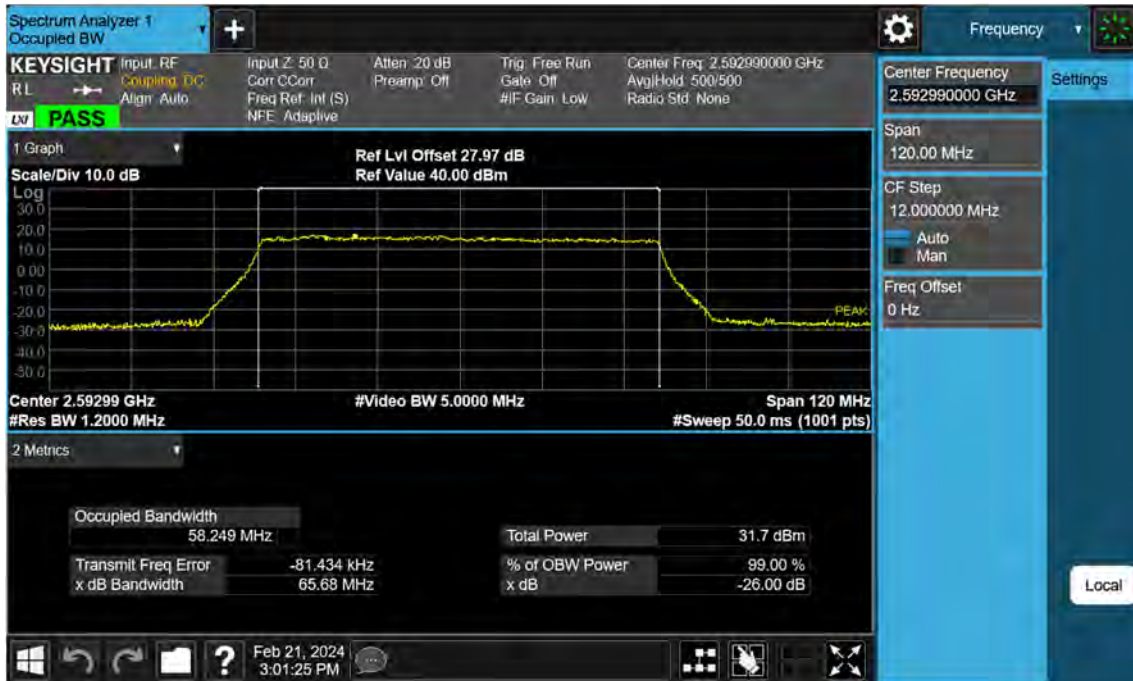 Spectrum Analyzer 1
Occupied BW
+
Frequency
KEYSIGHT
RL
LXI
PASS
Input: RF
Coupling: DC
Align: Auto
Input Z: 50 Ω
Corr CCorr
Freq Ref: Int (S)
NFE: Adaptive
Atten: 20 dB
Preamp: Off
Trig: Free Run
Gate: Off
#IF Gain: Low
Center Freq: 2.592990000 GHz
Avg|Hold: 500/500
Radio Std: None
Center Frequency
2.592990000 GHz
Settings
Span
120.00 MHz
CF Step
12.000000 MHz
Auto
Man
Freq Offset
0 Hz
Local
1 Graph
Scale/Div 10.0 dB
Ref Lvl Offset 27.97 dB
Ref Value 40.00 dBm
Log
30.0
20.0
10.0
0.00
-10.0
-20.0
-30.0
-40.0
-50.0
PEAK
Center 2.59299 GHz
#Video BW 5.0000 MHz
Span 120 MHz
#Res BW 1.2000 MHz
#Sweep 50.0 ms (1001 pts)
2 Metrics
Occupied Bandwidth
58.249 MHz
Transmit Freq Error -81.434 kHz
x dB Bandwidth 65.68 MHz
Total Power 31.7 dBm
% of OBW Power 99.00 %
x dB -26.00 dB
?
Feb 21, 2024
3:01:25 PM